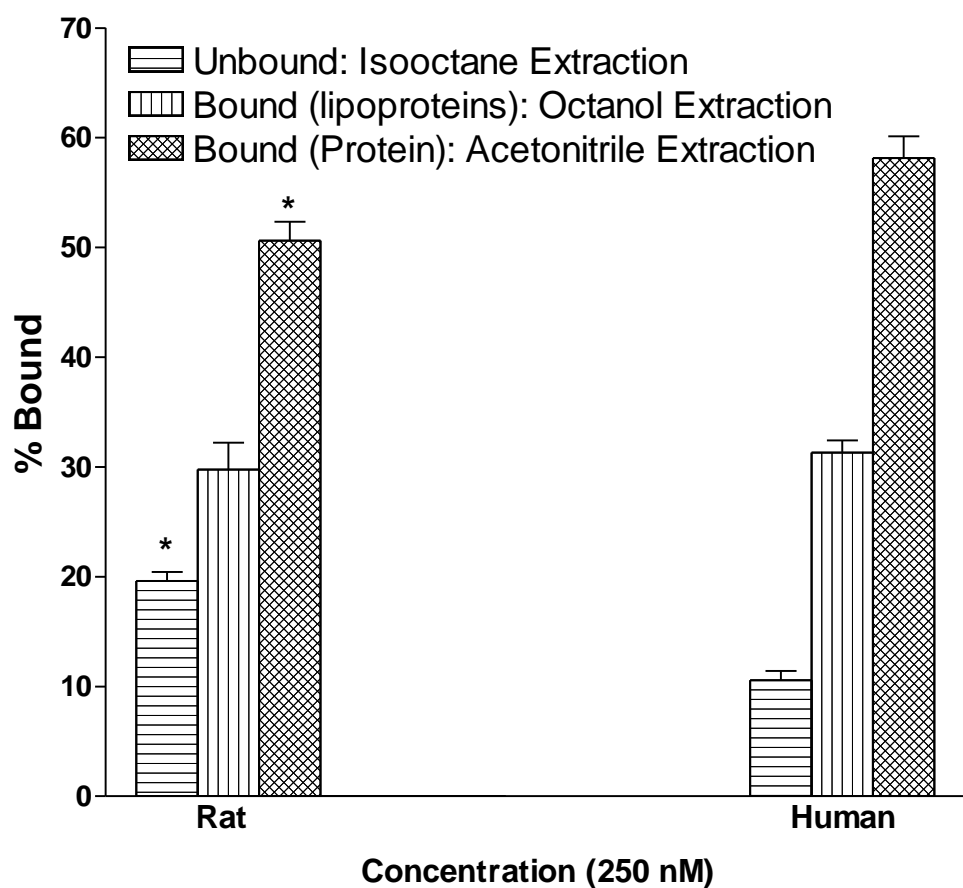 70
Unbound: Isooctane Extraction
Bound (lipoproteins): Octanol Extraction
60
Bound (Protein): Acetonitrile Extraction
*
50
40
% Bound
30
*
20
10
0
Rat Human
Concentration (250 nM)